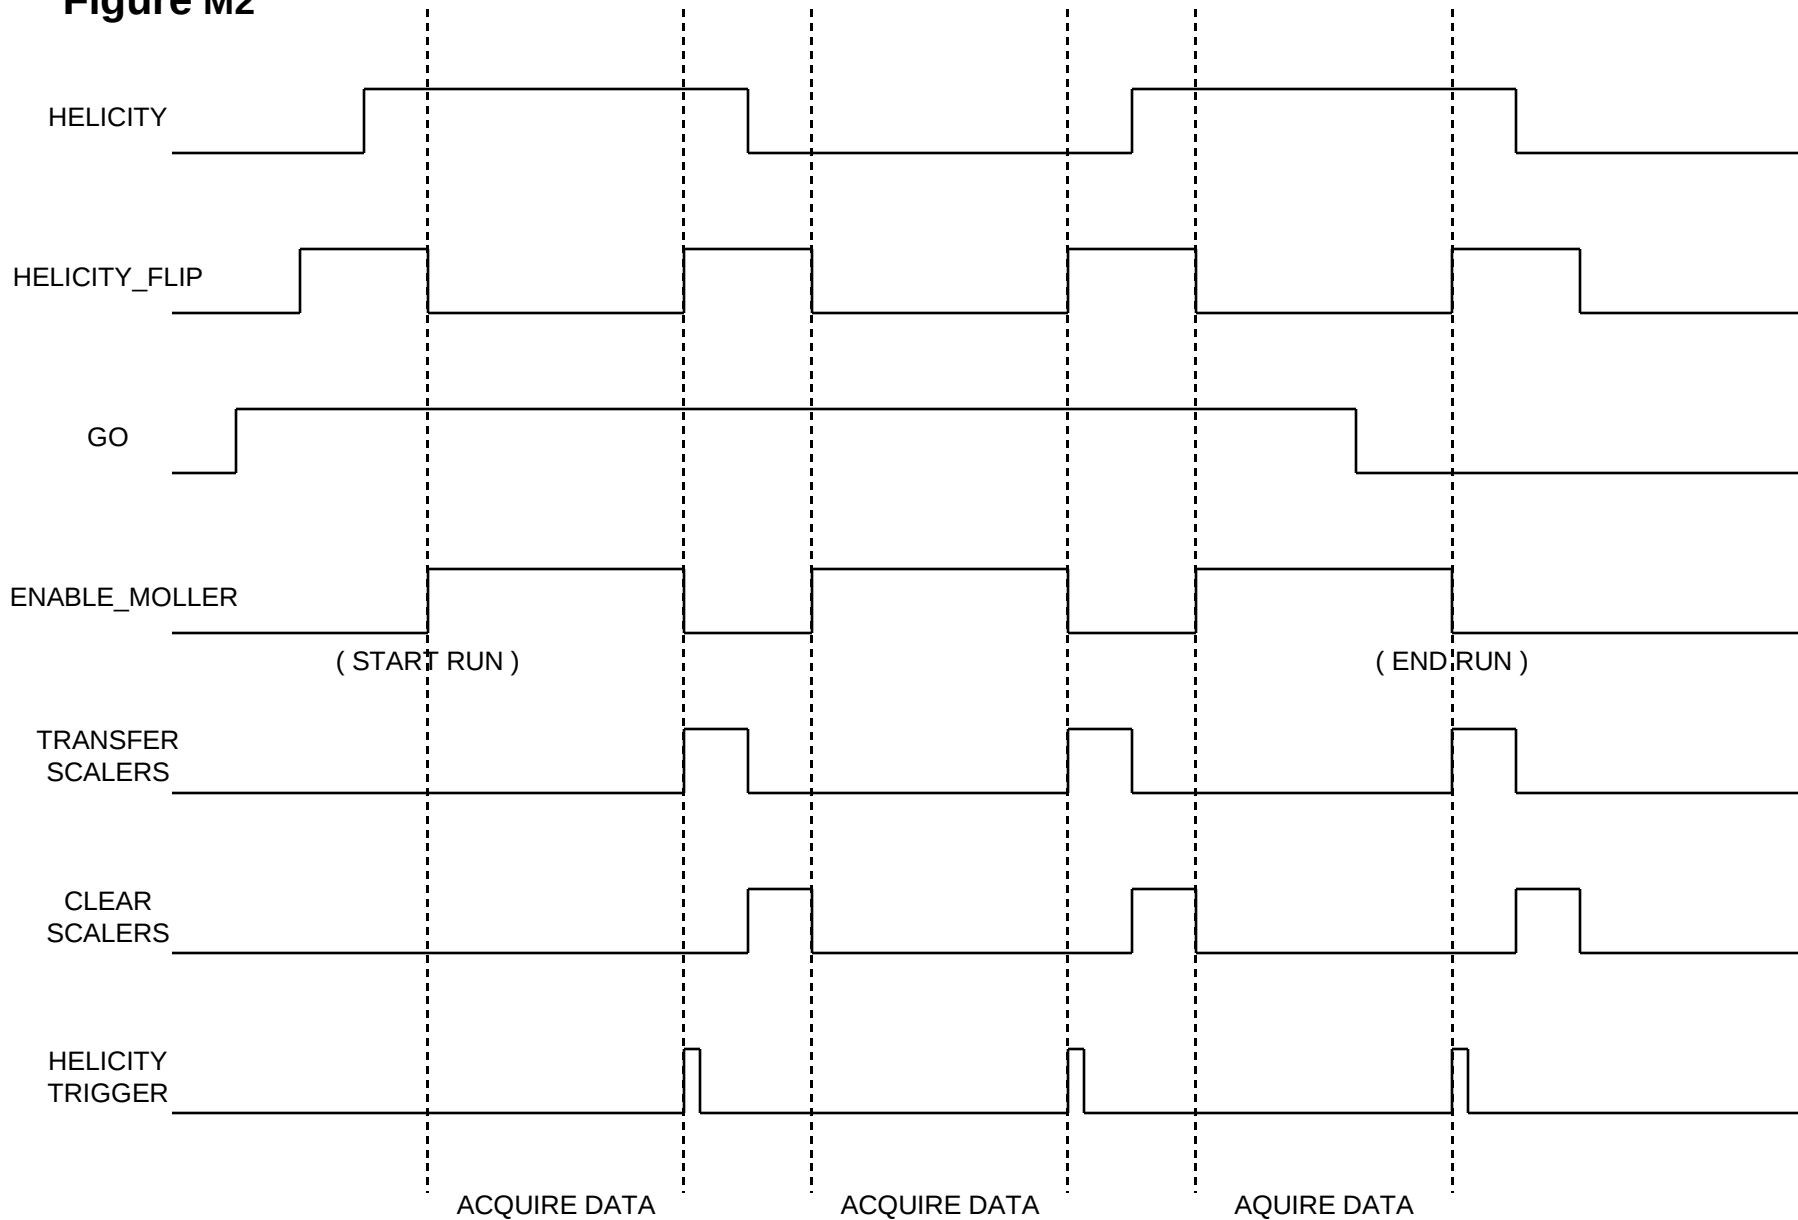 Figure M2
HELICITY
HELICITY_FLIP
GO
ENABLE_MOLLER
( START RUN )
( END RUN )
TRANSFER
SCALERS
CLEAR
SCALERS
HELICITY
TRIGGER
ACQUIRE DATA
ACQUIRE DATA
AQUIRE DATA